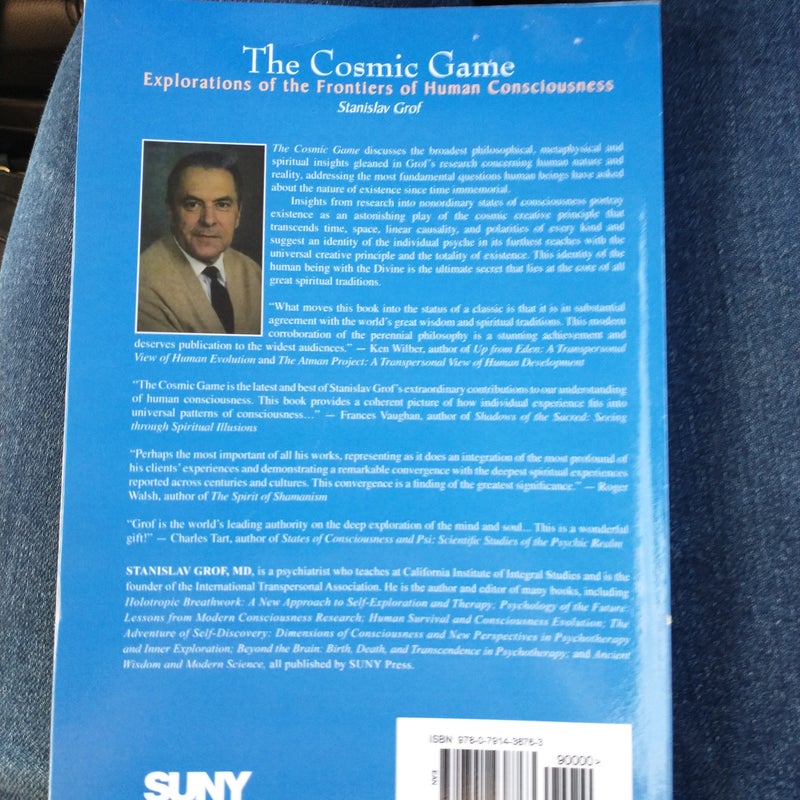 The Cosmic Game
Explorations of the Frontiers of Human Consciousness
Stanislav Grof
The Cosmic Game discusses the broadest philosophical, metaphysical and
spiritual insights gleaned in Grof's research concerning human nature and
reality, addressing the most fundamental questions human beings have asked
about the nature of existence since time immemorial.
Insights from research into nonordinary states of consciousness portray
existence as an astonishing play of the cosmic creative principle that
transcends time, space, linear causality, and polarities of every kind and
suggest an identity of the individual psyche in its furthest reaches with the
universal creative principle and the totality of existence. This identity of the
human being with the Divine is the ultimate secret that lies at the core of all
great spiritual traditions.
"What moves this book into the status of a classic is that it is in substantial
agreement with the world's great wisdom and spiritual traditions. This modern
corroboration of the perennial philosophy is a stunning achievement and
deserves publication to the widest audiences." — Ken Wilber, author of Up from Eden: A Transpersonal
View of Human Evolution and The Atman Project: A Transpersonal View of Human Development
"The Cosmic Game is the latest and best of Stanislav Grof's extraordinary contributions to our understanding
of human consciousness. This book provides a coherent picture of how individual experience fits into
universal patterns of consciousness…" — Frances Vaughan, author of Shadows of the Sacred: Seeing
through Spiritual Illusions
"Perhaps the most important of all his works, representing as it does an integration of the most profound of
his clients' experiences and demonstrating a remarkable convergence with the deepest spiritual experiences
reported across centuries and cultures. This convergence is a finding of the greatest significance." — Roger
Walsh, author of The Spirit of Shamanism
"Grof is the world's leading authority on the deep exploration of the mind and soul... This is a wonderful
gift!" — Charles Tart, author of States of Consciousness and Psi: Scientific Studies of the Psychic Realm
STANISLAV GROF, MD, is a psychiatrist who teaches at California Institute of Integral Studies and is the
founder of the International Transpersonal Association. He is the author and editor of many books, including
Holotropic Breathwork: A New Approach to Self-Exploration and Therapy; Psychology of the Future:
Lessons from Modern Consciousness Research; Human Survival and Consciousness Evolution; The
Adventure of Self-Discovery: Dimensions of Consciousness and New Perspectives in Psychotherapy
and Inner Exploration; Beyond the Brain: Birth, Death, and Transcendence in Psychotherapy; and Ancient
Wisdom and Modern Science, all published by SUNY Press.
ISBN 978-0-7914-3876-3
90000>
EAN
SUNY